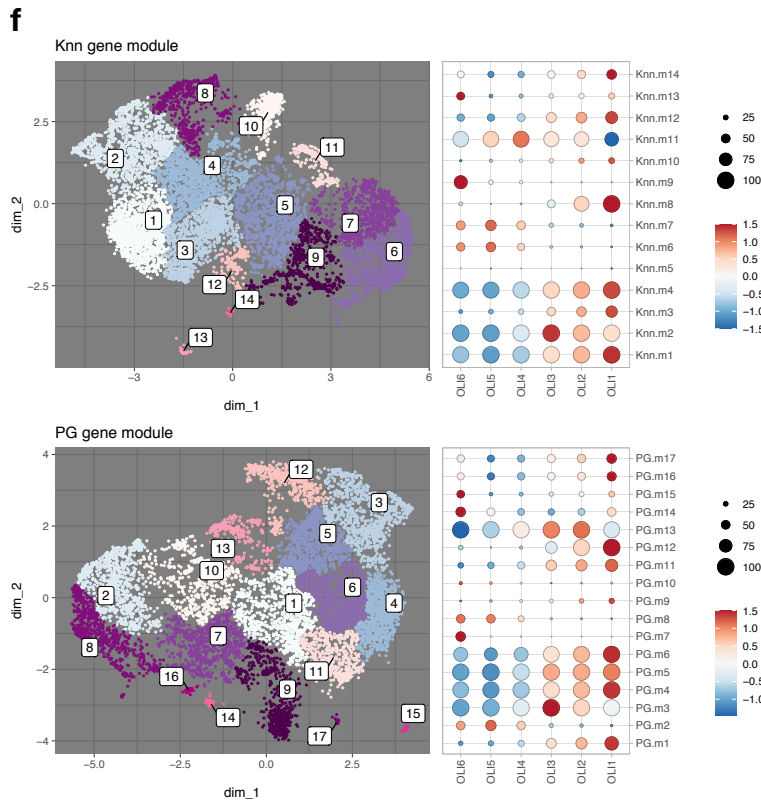 f
Knn gene module
8
10
2
11
4
1
5
7
3
9
6
12
14
13
2.5
0.0
−2.5
dim_2
−3
0
3
6
dim_1
Knn.m14
Knn.m13
Knn.m12
Knn.m11
Knn.m10
Knn.m9
Knn.m8
Knn.m7
Knn.m6
Knn.m5
Knn.m4
Knn.m3
Knn.m2
Knn.m1
OLI6
OLI5
OLI4
OLI3
OLI2
OLI1
25
50
75
100
1.5
1.0
0.5
0.0
−0.5
−1.0
−1.5
PG gene module
12
3
5
13
10
6
2
1
4
7
8
11
16
9
14
17
15
4
2
0
−2
−4
dim_2
−5.0
−2.5
0.0
2.5
dim_1
PG.m17
PG.m16
PG.m15
PG.m14
PG.m13
PG.m12
PG.m11
PG.m10
PG.m9
PG.m8
PG.m7
PG.m6
PG.m5
PG.m4
PG.m3
PG.m2
PG.m1
OLI6
OLI5
OLI4
OLI3
OLI2
OLI1
25
50
75
100
1.5
1.0
0.5
0.0
−0.5
−1.0